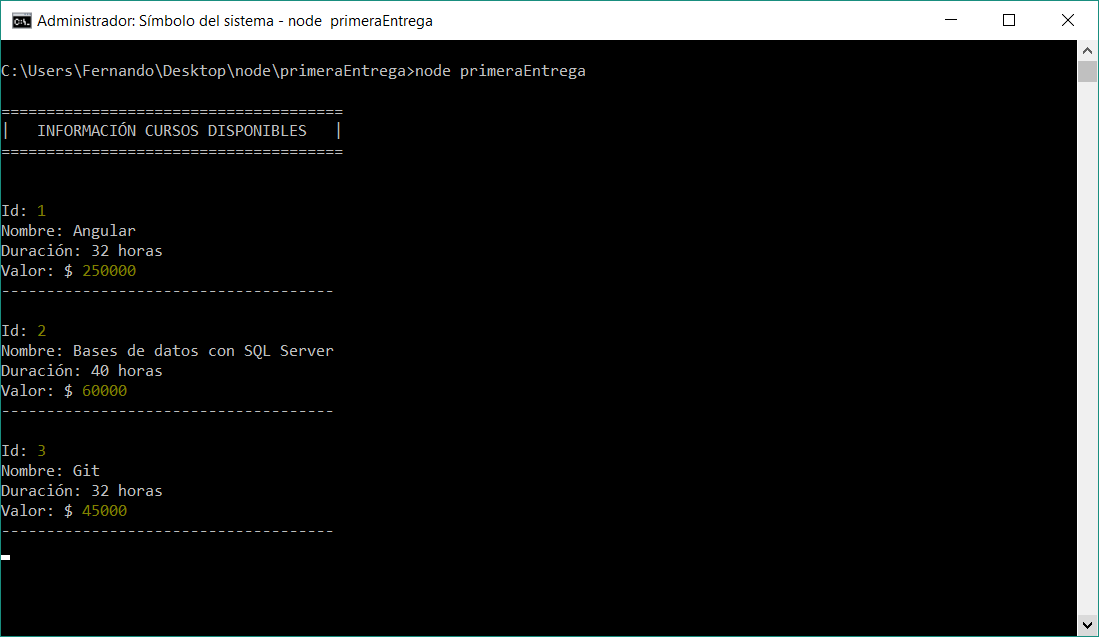 Administrador: Símbolo del sistema - node  primeraEntrega
C:\Users\Fernando\Desktop\node\primeraEntrega>node primeraEntrega
======================================
|   INFORMACIÓN CURSOS DISPONIBLES   |
======================================
Id: 1
Nombre: Angular
Duración: 32 horas
Valor: $ 250000
-------------------------------------
Id: 2
Nombre: Bases de datos con SQL Server
Duración: 40 horas
Valor: $ 60000
-------------------------------------
Id: 3
Nombre: Git
Duración: 32 horas
Valor: $ 45000
-------------------------------------